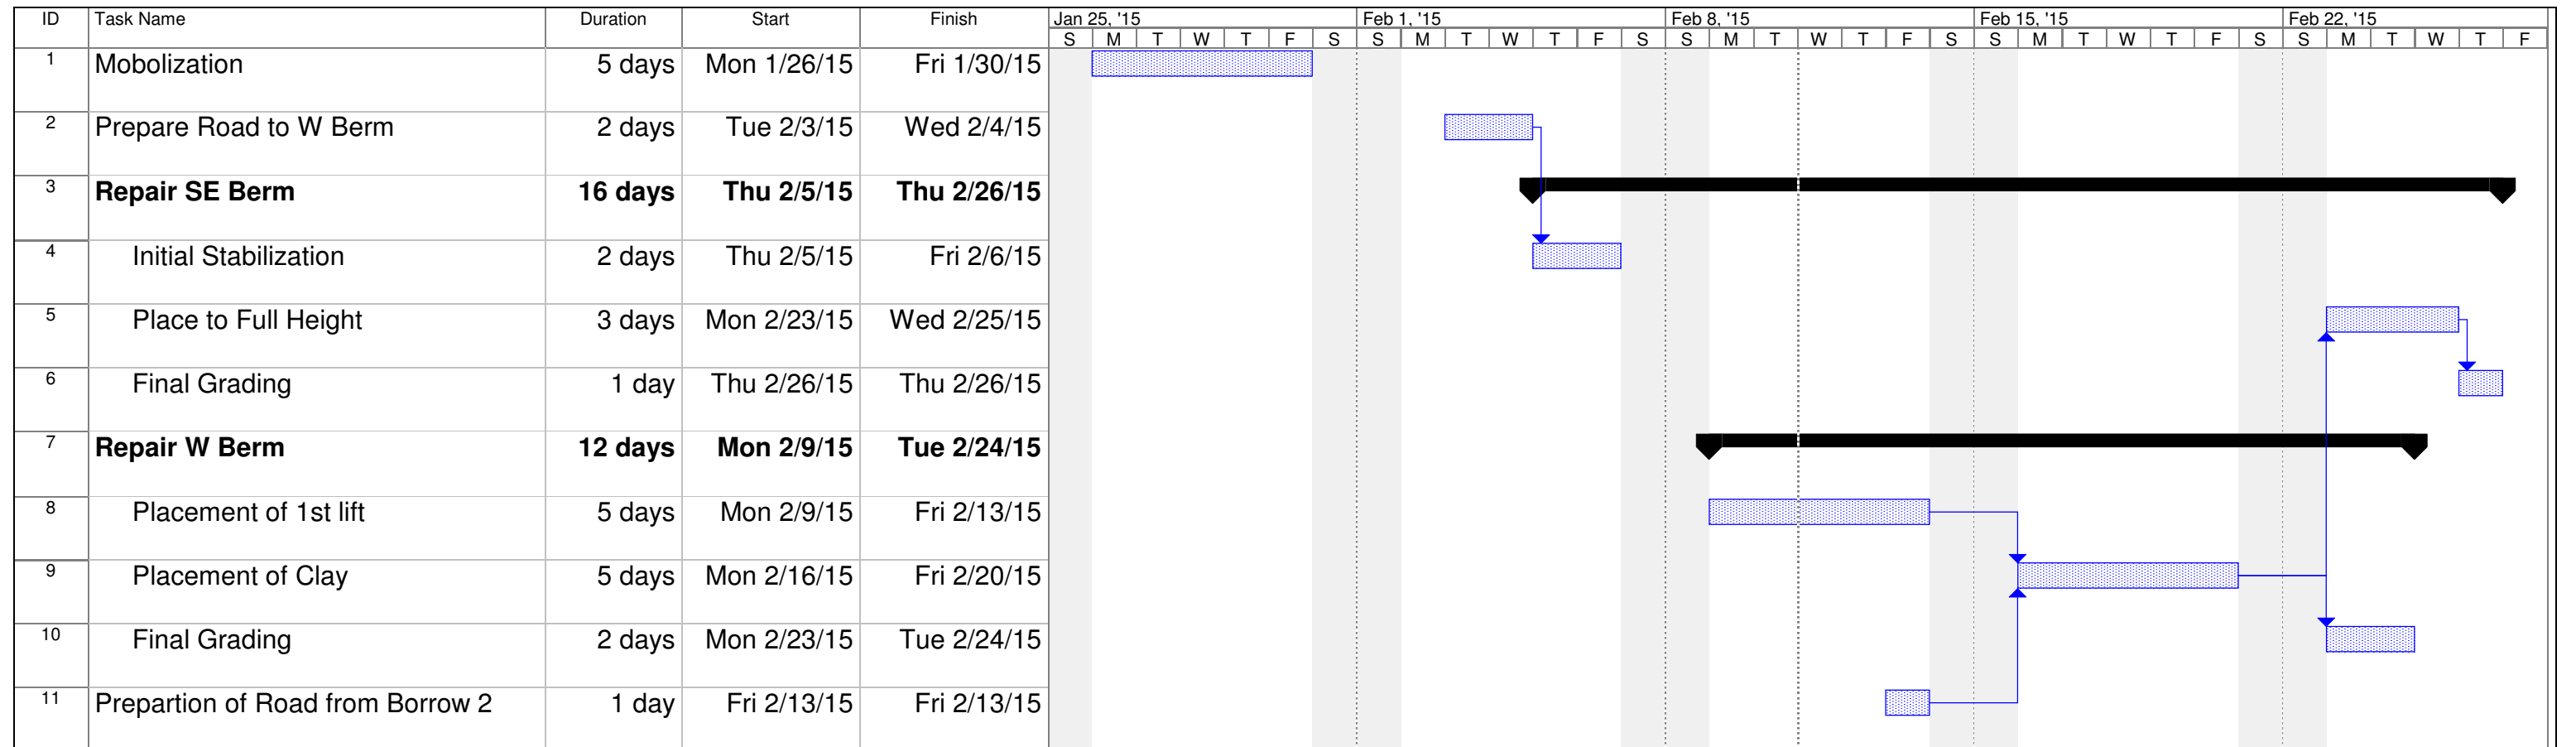 ID Task Name Duration Start Finish Jan 25, '15 Feb 1, '15 Feb 8, '15 Feb 15, '15 Feb 22, '15
S M T W T F S S M T W T F S S M T W T F S S M T W T F S S M T W T F
1 Mobolization 5 days Mon 1/26/15 Fri 1/30/15
2 Prepare Road to W Berm 2 days Tue 2/3/15 Wed 2/4/15
3 Repair SE Berm 16 days Thu 2/5/15 Thu 2/26/15
4 Initial Stabilization 2 days Thu 2/5/15 Fri 2/6/15
5 Place to Full Height 3 days Mon 2/23/15 Wed 2/25/15
6 Final Grading 1 day Thu 2/26/15 Thu 2/26/15
7 Repair W Berm 12 days Mon 2/9/15 Tue 2/24/15
8 Placement of 1st lift 5 days Mon 2/9/15 Fri 2/13/15
9 Placement of Clay 5 days Mon 2/16/15 Fri 2/20/15
10 Final Grading 2 days Mon 2/23/15 Tue 2/24/15
11 Prepartion of Road from Borrow 2 1 day Fri 2/13/15 Fri 2/13/15